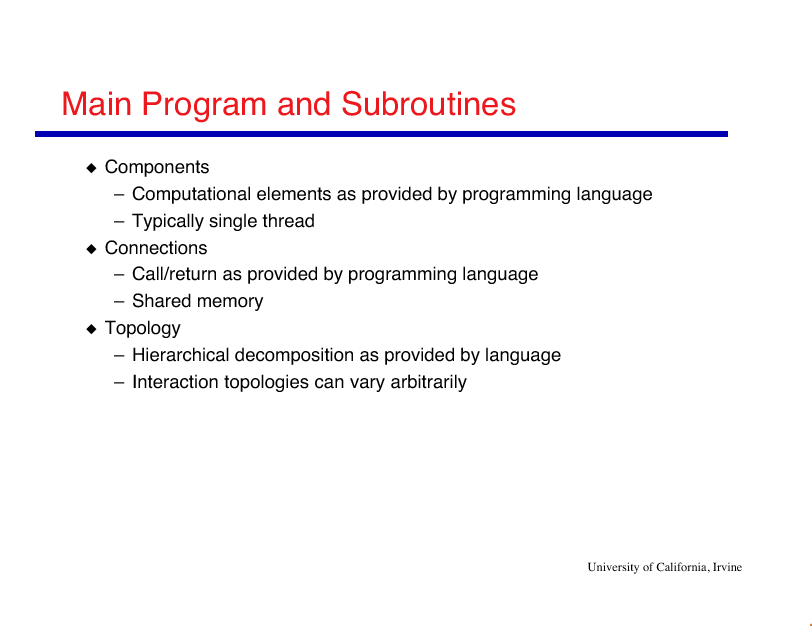 Main Program and Subroutines
◆ Components
– Computational elements as provided by programming language
– Typically single thread
◆ Connections
– Call/return as provided by programming language
– Shared memory
◆ Topology
– Hierarchical decomposition as provided by language
– Interaction topologies can vary arbitrarily
University of California, Irvine